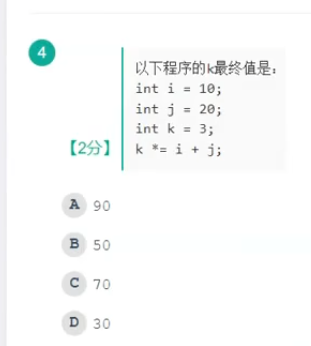 4
以下程序的k最终值是：
int i = 10;
int j = 20;
int k = 3;
【2分】
k *= i + j;
A 90
B 50
C 70
D 30